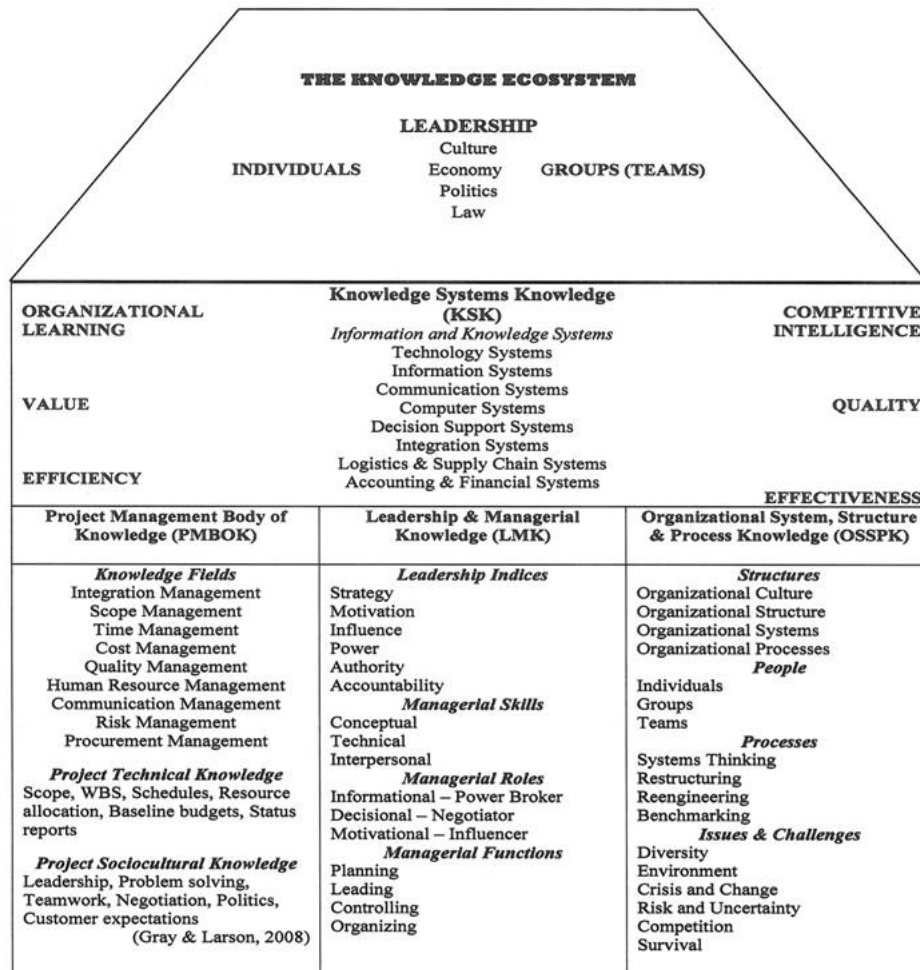 THE KNOWLEDGE ECOSYSTEM
LEADERSHIP
Culture
INDIVIDUALS Economy GROUPS (TEAMS)
Politics
Law
ORGANIZATIONAL
LEARNING
VALUE
EFFICIENCY
Knowledge Systems Knowledge
(KSK)
Information and Knowledge Systems
Technology Systems
Information Systems
Communication Systems
Computer Systems
Decision Support Systems
Integration Systems
Logistics & Supply Chain Systems
Accounting & Financial Systems
COMPETITIVE
INTELLIGENCE
QUALITY
EFFECTIVENESS
Project Management Body of
Knowledge (PMBOK)
Knowledge Fields
Integration Management
Scope Management
Time Management
Cost Management
Quality Management
Human Resource Management
Communication Management
Risk Management
Procurement Management
Project Technical Knowledge
Scope, WBS, Schedules, Resource
allocation, Baseline budgets, Status
reports
Project Sociocultural Knowledge
Leadership, Problem solving,
Teamwork, Negotiation, Politics,
Customer expectations
(Gray & Larson, 2008)
Leadership & Managerial
Knowledge (LMK)
Leadership Indices
Strategy
Motivation
Influence
Power
Authority
Accountability
Managerial Skills
Conceptual
Technical
Interpersonal
Managerial Roles
Informational – Power Broker
Decisional – Negotiator
Motivational – Influencer
Managerial Functions
Planning
Leading
Controlling
Organizing
Organizational System, Structure
& Process Knowledge (OSSPK)
Structures
Organizational Culture
Organizational Structure
Organizational Systems
Organizational Processes
People
Individuals
Groups
Teams
Processes
Systems Thinking
Restructuring
Reengineering
Benchmarking
Issues & Challenges
Diversity
Environment
Crisis and Change
Risk and Uncertainty
Competition
Survival